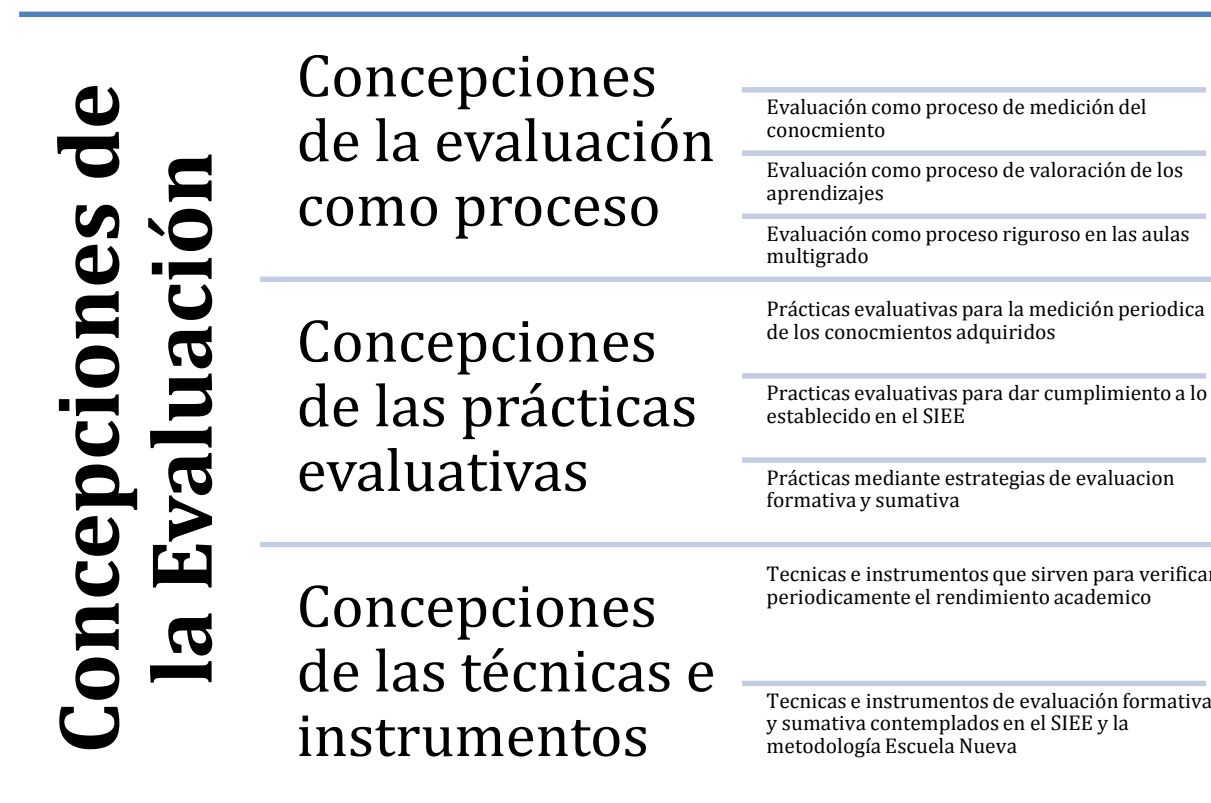 Concepciones de
la Evaluación
Concepciones
de la evaluación
como proceso
Evaluación como proceso de medición del
conocmiento
Evaluación como proceso de valoración de los
aprendizajes
Evaluación como proceso riguroso en las aulas
multigrado
Concepciones
de las prácticas
evaluativas
Prácticas evaluativas para la medición periodica
de los conocmientos adquiridos
Practicas evaluativas para dar cumplimiento a lo
establecido en el SIEE
Prácticas mediante estrategias de evaluacion
formativa y sumativa
Concepciones
de las técnicas e
instrumentos
Tecnicas e instrumentos que sirven para verificar
periodicamente el rendimiento academico
Tecnicas e instrumentos de evaluación formativa
y sumativa contemplados en el SIEE y la
metodología Escuela Nueva